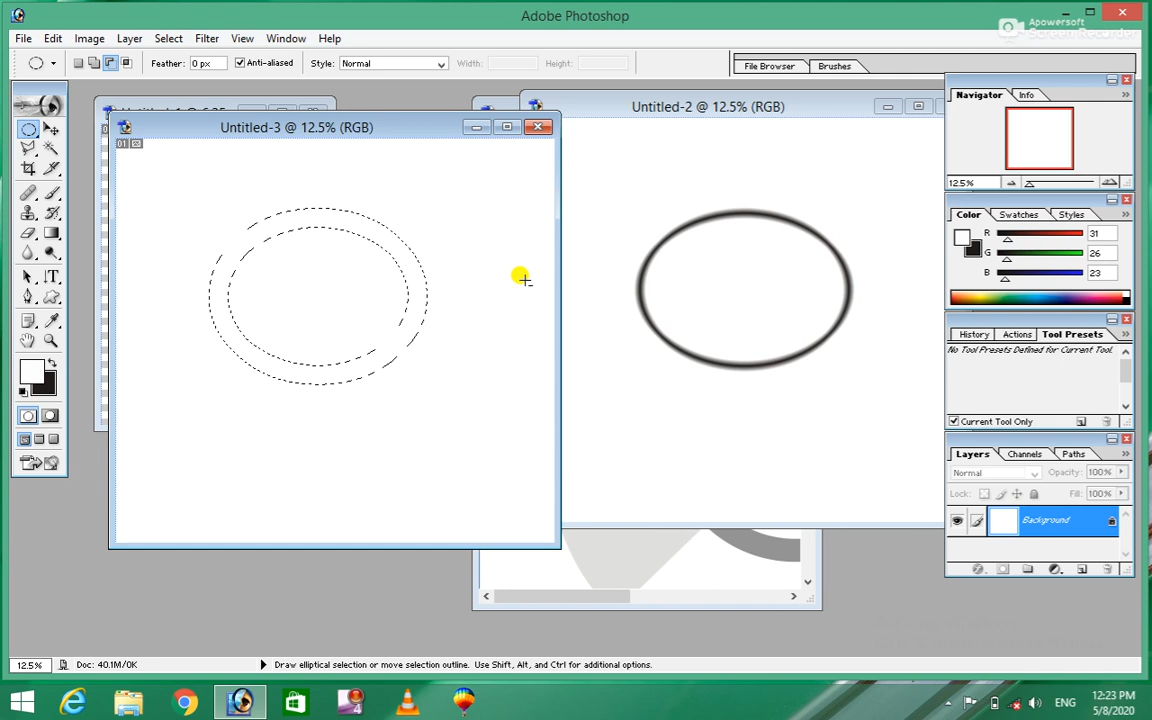 Adobe Photoshop
Apowersoft
Screen Recorder
File Edit Image Layer Select Filter View Window Help
Feather: 0 px Anti-aliased Style: Normal Width: Height: File Browser Brushes
Untitled-2 @ 12.5% (RGB)
Untitled-3 @ 12.5% (RGB)
01
Navigator Info
12.5%
Color Swatches Styles
R 31
G 26
B 23
History Actions Tool Presets
No Tool Presets Defined for Current Tool.
Current Tool Only
Layers Channels Paths
Normal Opacity: 100%
Lock: Fill: 100%
Background
12.5% Doc: 40.1M/0K Draw elliptical selection or move selection outline. Use Shift, Alt, and Ctrl for additional options.
4
ENG
12:23 PM
5/8/2020